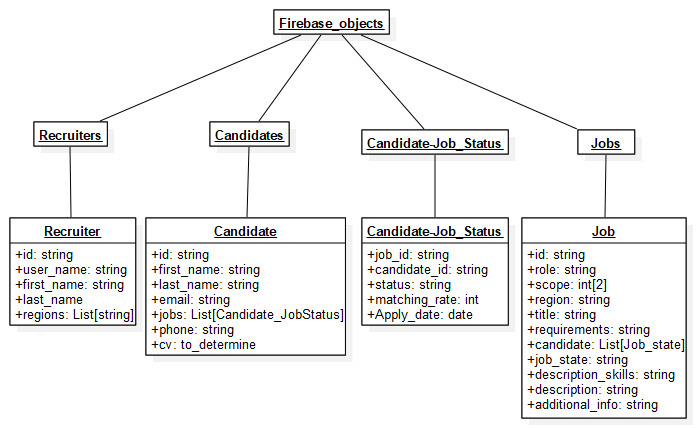 Firebase_objects
Recruiters
Candidates
Candidate-Job_Status
Jobs
Recruiter
+id: string
+user_name: string
+first_name: string
+last_name
+regions: List[string]
Candidate
+id: string
+first_name: string
+last_name: string
+email: string
+jobs: List[Candidate_JobStatus]
+phone: string
+cv: to_determine
Candidate-Job_Status
+job_id: string
+candidate_id: string
+status: string
+matching_rate: int
+Apply_date: date
Job
+id: string
+role: string
+scope: int[2]
+region: string
+title: string
+requirements: string
+candidate: List[Job_state]
+job_state: string
+description_skills: string
+description: string
+additional_info: string